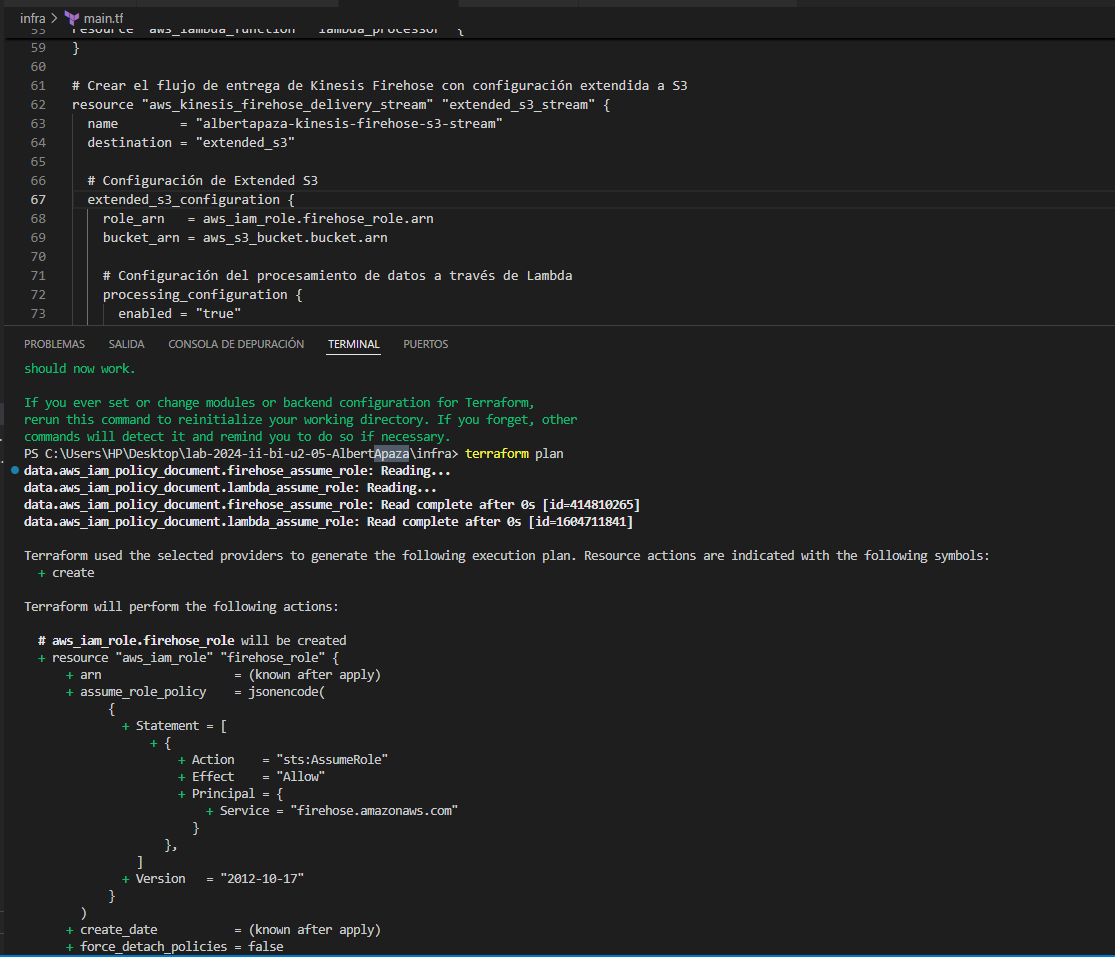 infra > main.tf
53 resource "aws_lambda_function" "lambda_processor" {
59 }
60
61 # Crear el flujo de entrega de Kinesis Firehose con configuración extendida a S3
62 resource "aws_kinesis_firehose_delivery_stream" "extended_s3_stream" {
63 name        = "albertapaza-kinesis-firehose-s3-stream"
64 destination = "extended_s3"
65
66 # Configuración de Extended S3
67 extended_s3_configuration {
68 role_arn   = aws_iam_role.firehose_role.arn
69 bucket_arn = aws_s3_bucket.bucket.arn
70
71 # Configuración del procesamiento de datos a través de Lambda
72 processing_configuration {
73 enabled = "true"
PROBLEMAS SALIDA CONSOLA DE DEPURACIÓN TERMINAL PUERTOS
should now work.
If you ever set or change modules or backend configuration for Terraform,
rerun this command to reinitialize your working directory. If you forget, other
commands will detect it and remind you to do so if necessary.
PS C:\Users\HP\Desktop\lab-2024-ii-bi-u2-05-AlbertApaza\infra> terraform plan
data.aws_iam_policy_document.firehose_assume_role: Reading...
data.aws_iam_policy_document.lambda_assume_role: Reading...
data.aws_iam_policy_document.firehose_assume_role: Read complete after 0s [id=414810265]
data.aws_iam_policy_document.lambda_assume_role: Read complete after 0s [id=1604711841]
Terraform used the selected providers to generate the following execution plan. Resource actions are indicated with the following symbols:
+ create
Terraform will perform the following actions:
# aws_iam_role.firehose_role will be created
+ resource "aws_iam_role" "firehose_role" {
+ arn                   = (known after apply)
+ assume_role_policy    = jsonencode(
{
+ Statement = [
+ {
+ Action    = "sts:AssumeRole"
+ Effect    = "Allow"
+ Principal = {
+ Service = "firehose.amazonaws.com"
}
},
]
+ Version   = "2012-10-17"
}
)
+ create_date           = (known after apply)
+ force_detach_policies = false